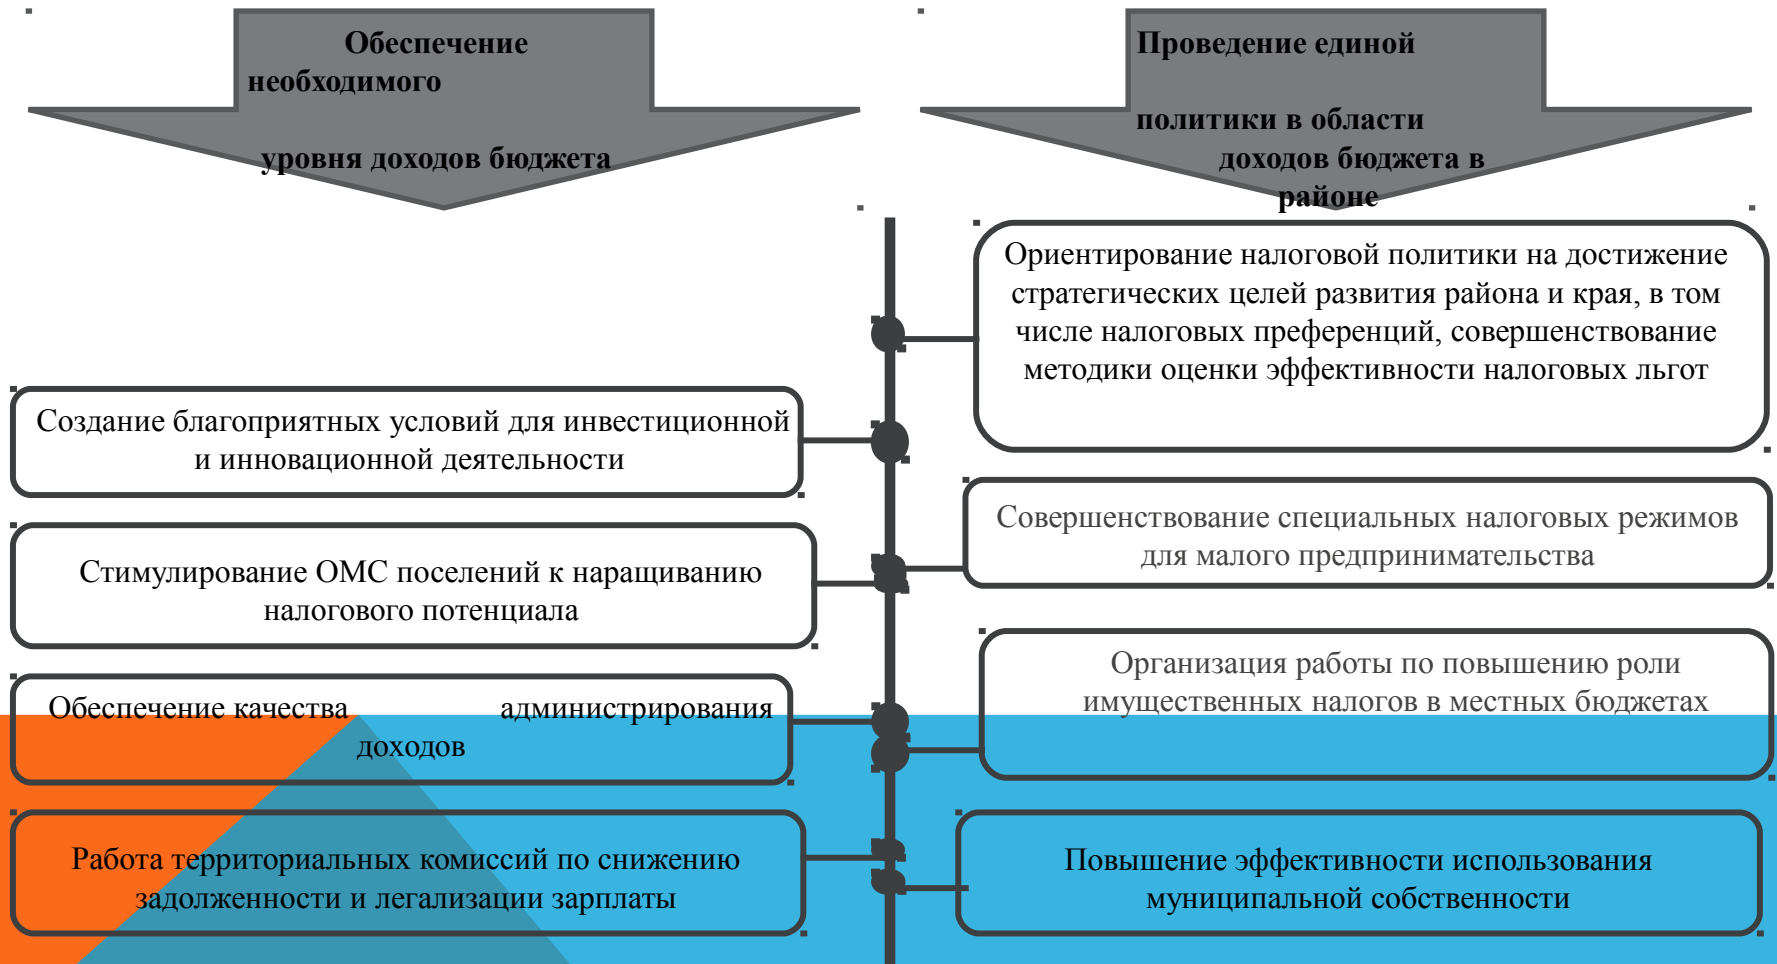 Обеспечение
необходимого
уровня доходов бюджета
Проведение единой
политики в области
доходов бюджета в
районе
Ориентирование налоговой политики на достижение
стратегических целей развития района и края, в том
числе налоговых преференций, совершенствование
методики оценки эффективности налоговых льгот
Создание благоприятных условий для инвестиционной
и инновационной деятельности
Совершенствование специальных налоговых режимов
для малого предпринимательства
Стимулирование ОМС поселений к наращиванию
налогового потенциала
Организация работы по повышению роли
имущественных налогов в местных бюджетах
Обеспечение качества администрирования
доходов
Работа территориальных комиссий по снижению
задолженности и легализации зарплаты
Повышение эффективности использования
муниципальной собственности